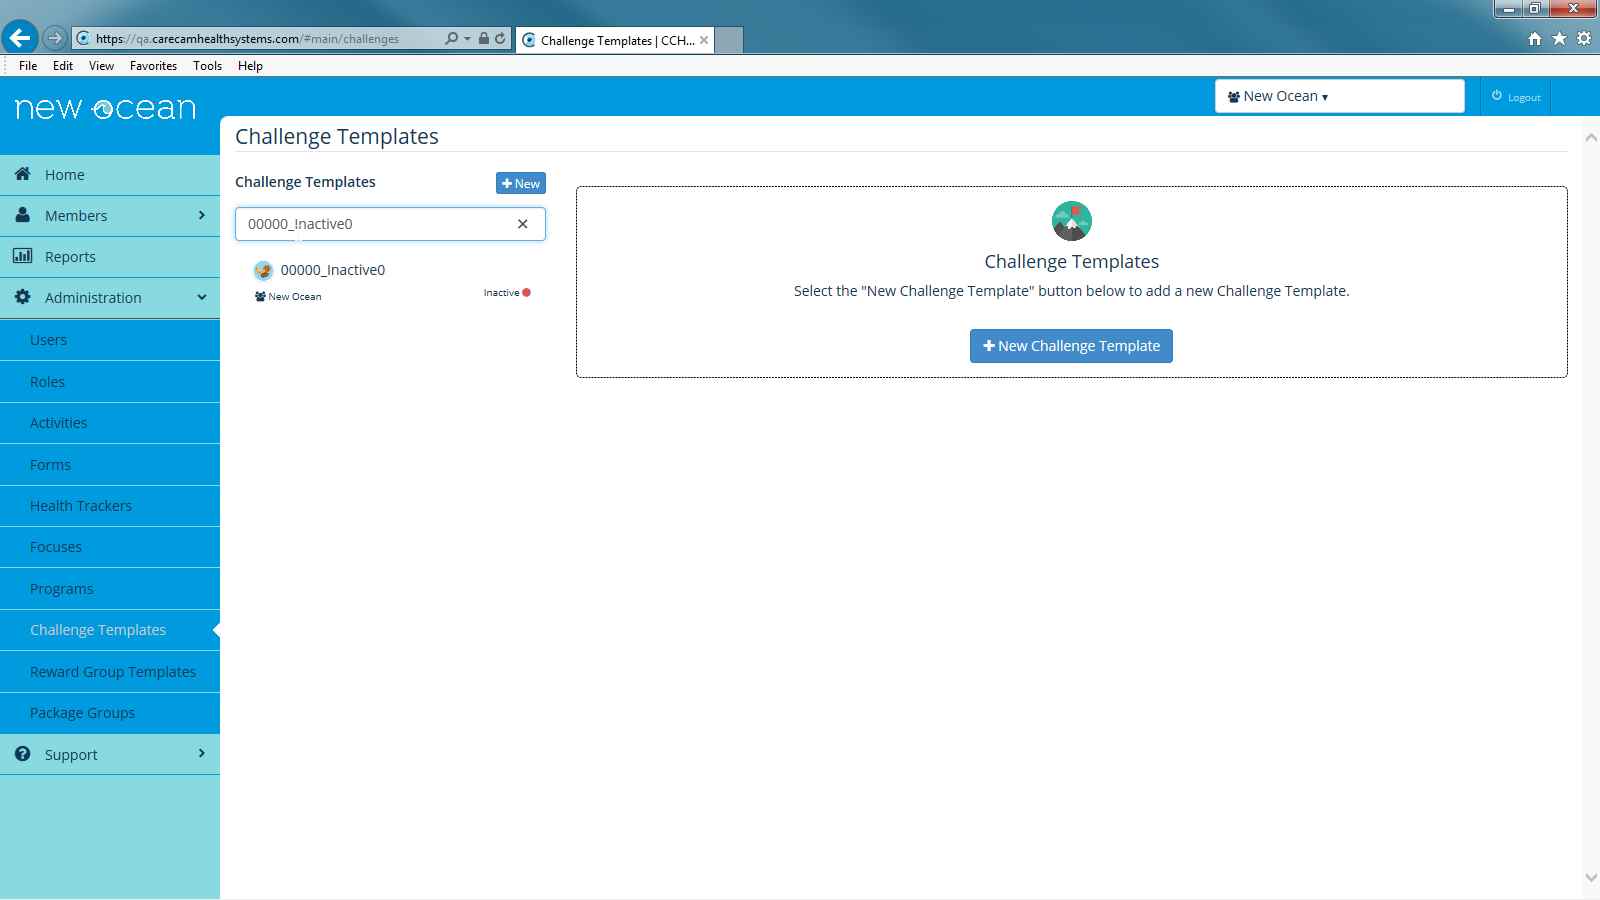 https://qa.carecamhealthsystems.com/#main/challenges
Challenge Templates | CCH...
File Edit View Favorites Tools Help
new ocean
New Ocean
Logout
Challenge Templates
Home
Members
Reports
Administration
Users
Roles
Activities
Forms
Health Trackers
Focuses
Programs
Challenge Templates
Reward Group Templates
Package Groups
Support
Challenge Templates
New
00000_Inactive0
00000_Inactive0
New Ocean
Inactive
Challenge Templates
Select the "New Challenge Template" button below to add a new Challenge Template.
New Challenge Template